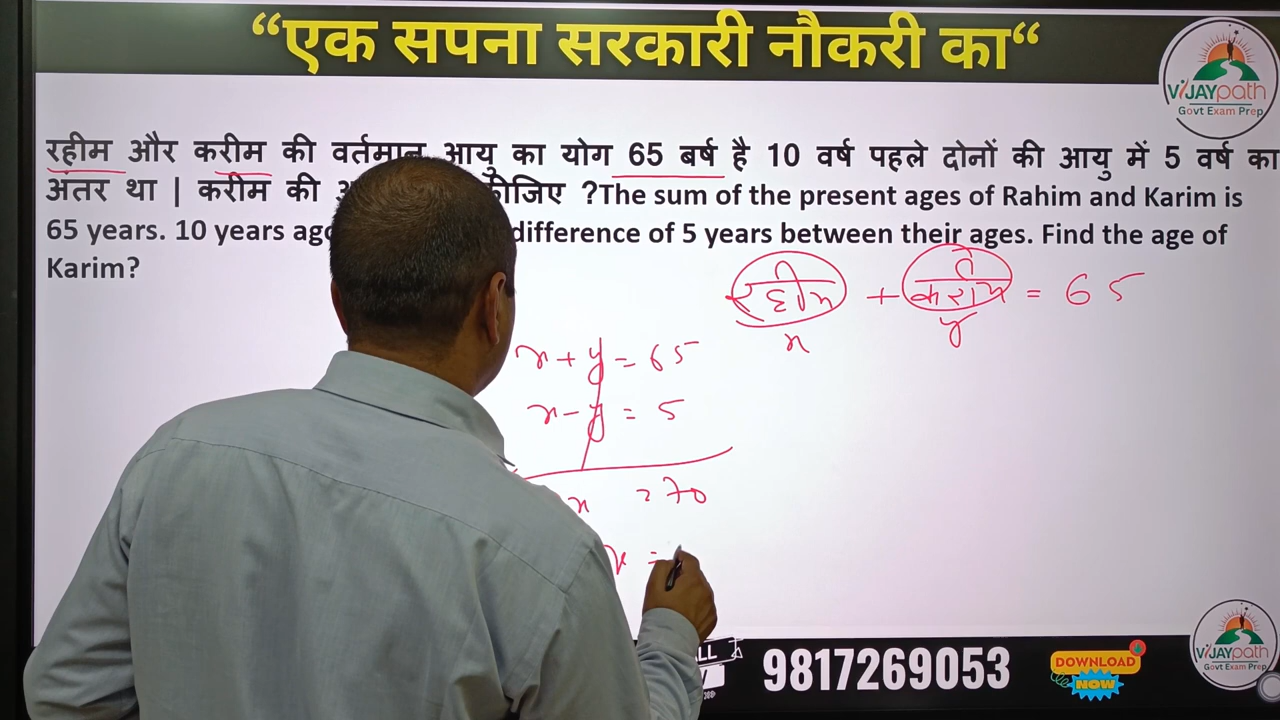 “एक सपना सरकारी नौकरी का“
VIJAYpath
Govt Exam Prep
रहीम और करीम की वर्तमान आयु का योग 65 बर्ष है 10 वर्ष पहले दोनों की आयु में 5 वर्ष का
अंतर था | करीम की ?The sum of the present ages of Rahim and Karim is
65 years. 10 years difference of 5 years between their ages. Find the age of
Karim?
रहीम + करीम = 65
x y
x + y = 65
x - y = 5
x = 70
x =
9817269053
DOWNLOAD
NOW
VIJAYpath
Govt Exam Prep